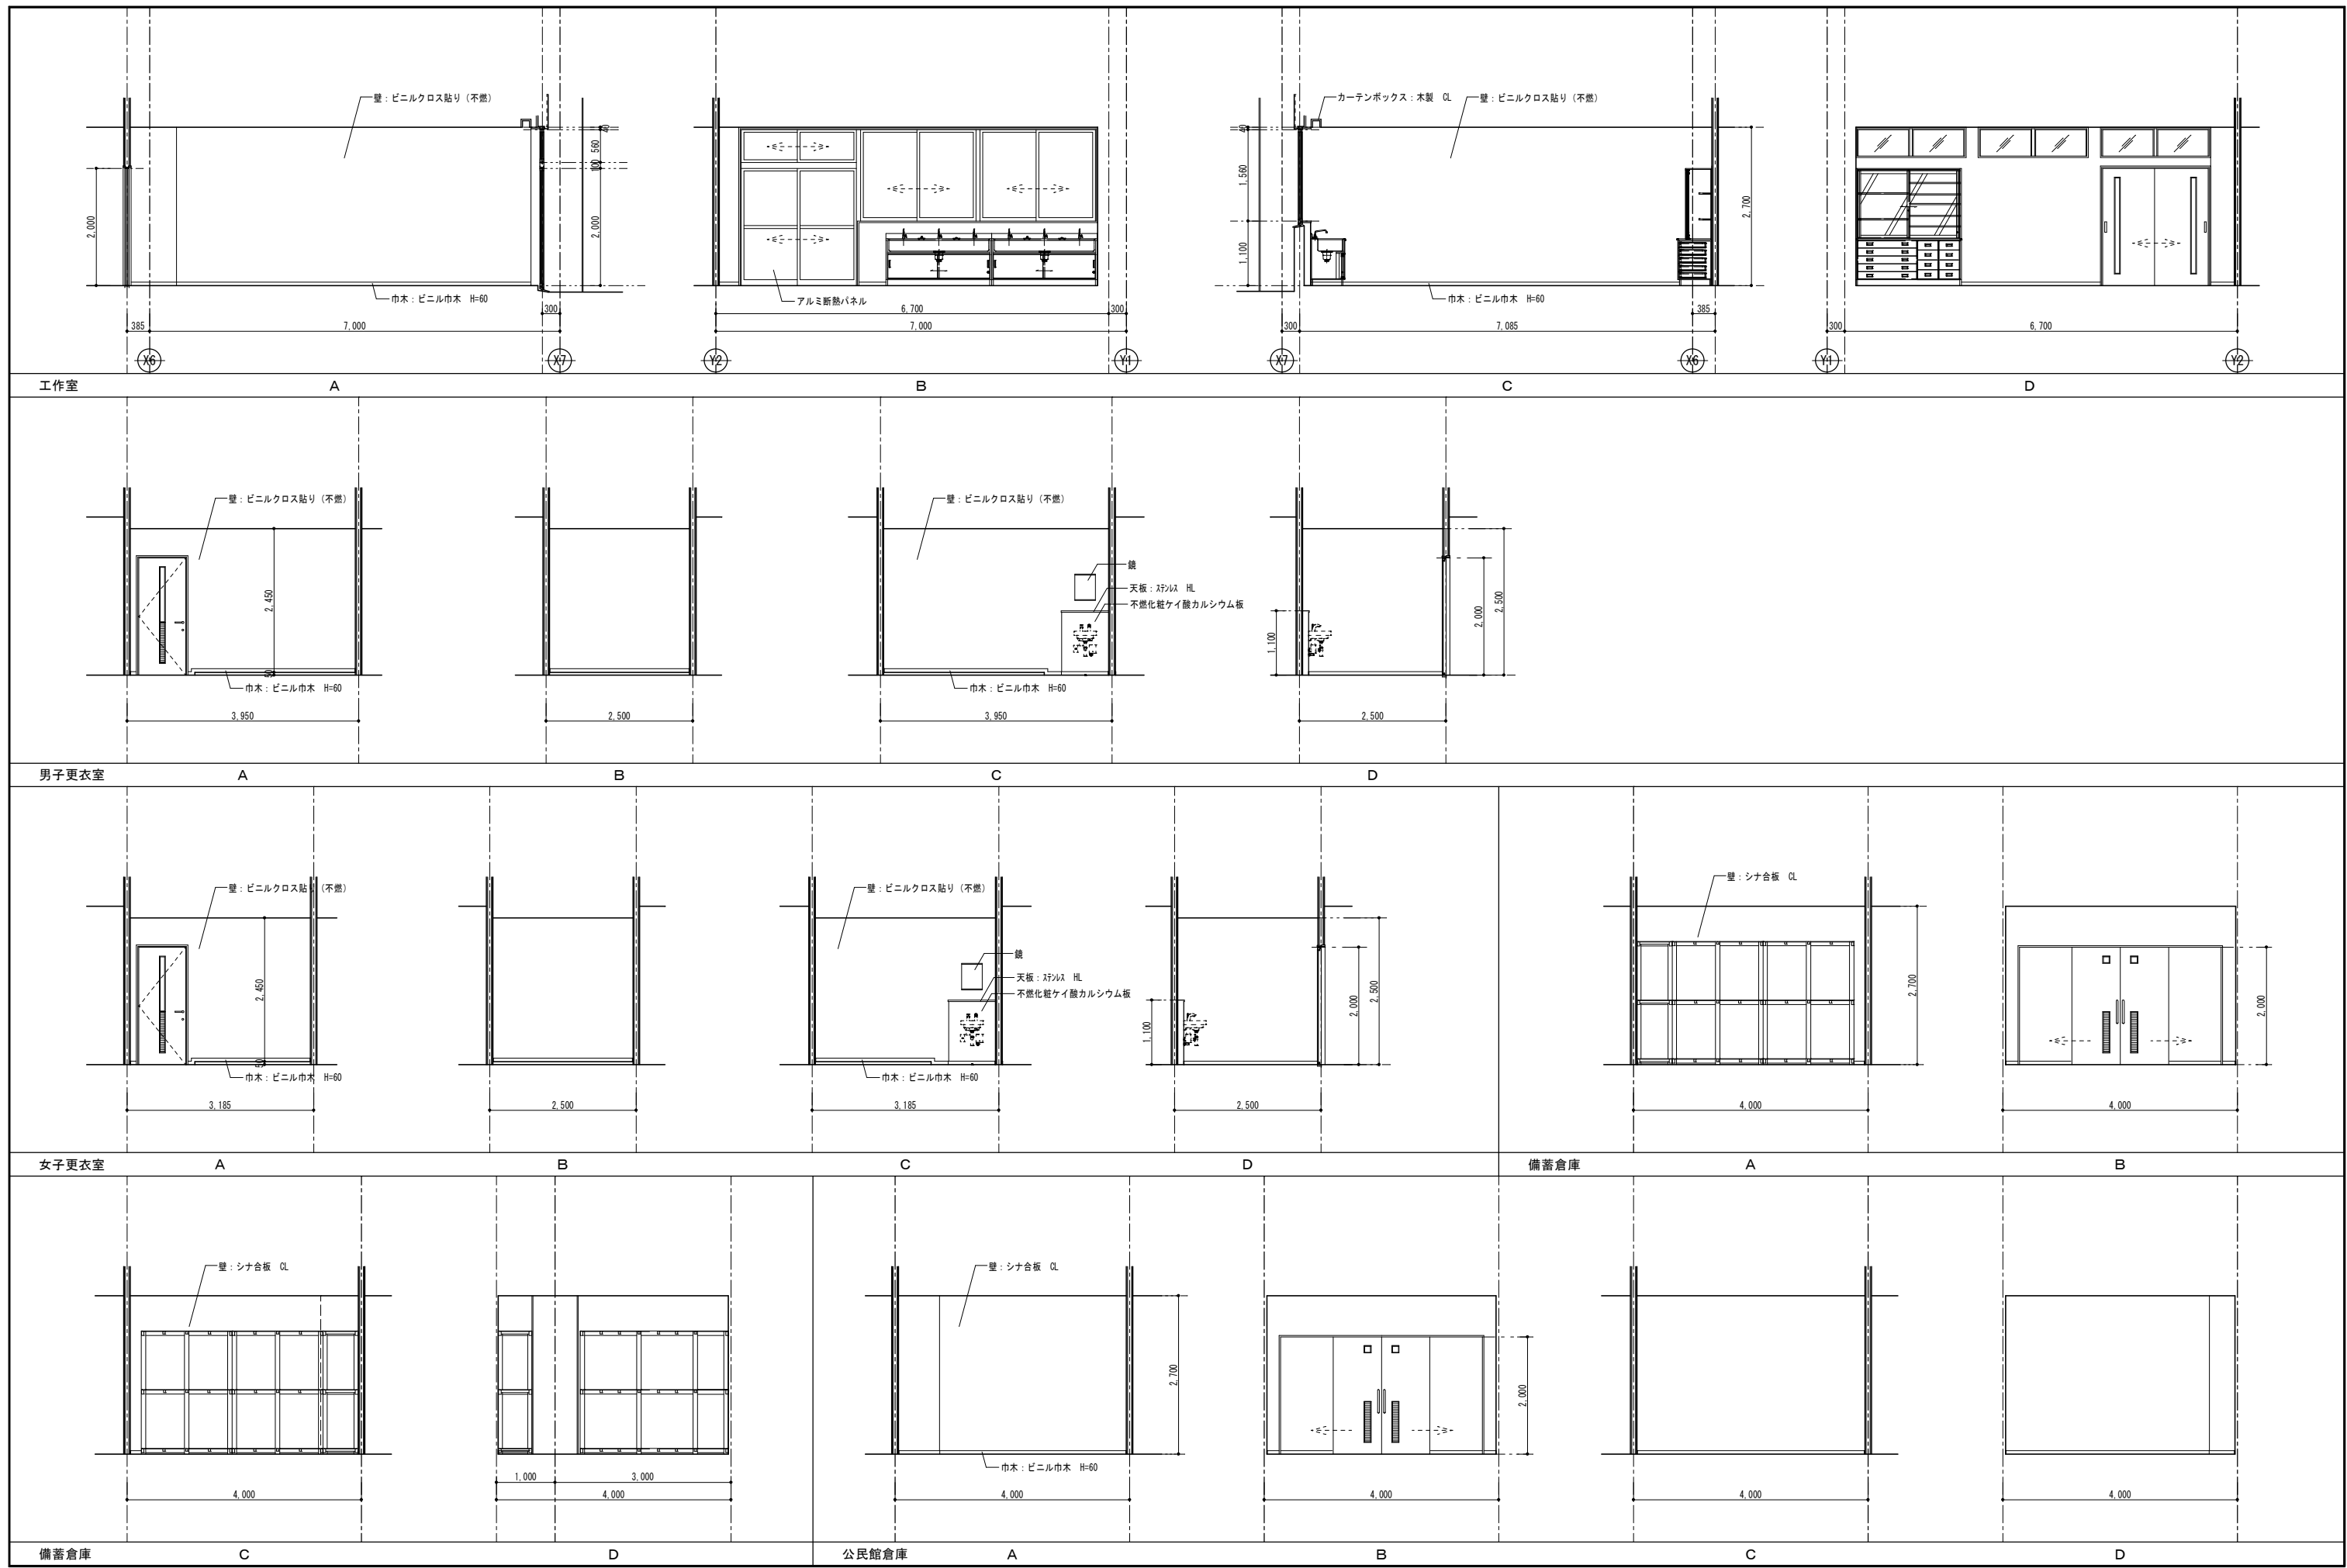 壁：ビニルクロス貼り（不燃）
カーテンボックス：木製 CL
壁：ビニルクロス貼り（不燃）
2,000
40
560
100
2,000
40
1,560
1,100
2,700
巾木：ビニル巾木 H=60
アルミ断熱パネル
巾木：ビニル巾木 H=60
300
6,700
300
385
385
7,000
7,000
300
7,085
300
6,700
X6
X7
Y2
Y1
X7
X6
Y1
Y2
工作室
A
B
C
D
壁：ビニルクロス貼り（不燃）
壁：ビニルクロス貼り（不燃）
鏡
天板：ｽﾃﾝﾚｽ HL
不燃化粧ケイ酸カルシウム板
2,450
50
1,100
2,000
2,500
巾木：ビニル巾木 H=60
巾木：ビニル巾木 H=60
3,950
2,500
3,950
2,500
男子更衣室
A
B
C
D
壁：シナ合板 CL
壁：ビニルクロス貼り（不燃）
壁：ビニルクロス貼り（不燃）
鏡
天板：ｽﾃﾝﾚｽ HL
不燃化粧ケイ酸カルシウム板
2,450
50
1,100
2,000
2,500
2,700
2,000
巾木：ビニル巾木 H=60
巾木：ビニル巾木 H=60
3,185
2,500
3,185
2,500
4,000
4,000
女子更衣室
A
B
C
D
備蓄倉庫
A
B
壁：シナ合板 CL
壁：シナ合板 CL
2,700
2,000
巾木：ビニル巾木 H=60
1,000
3,000
4,000
4,000
4,000
4,000
4,000
4,000
備蓄倉庫
C
D
公民館倉庫
A
B
C
D